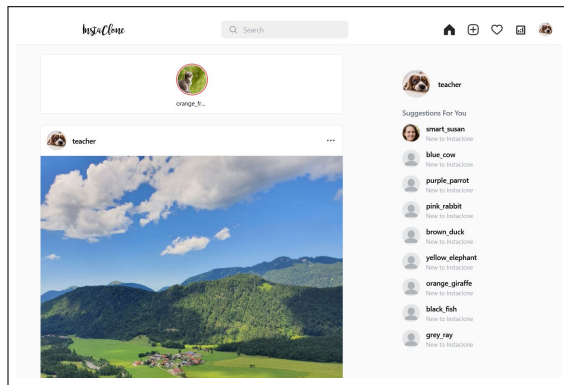 InstaClone
Search
orange_fr...
teacher
teacher
Suggestions For You
smart_susan
New to Instaclone
blue_cow
New to Instaclone
purple_parrot
New to Instaclone
pink_rabbit
New to Instaclone
brown_duck
New to Instaclone
yellow_elephant
New to Instaclone
orange_giraffe
New to Instaclone
black_fish
New to Instaclone
grey_ray
New to Instaclone